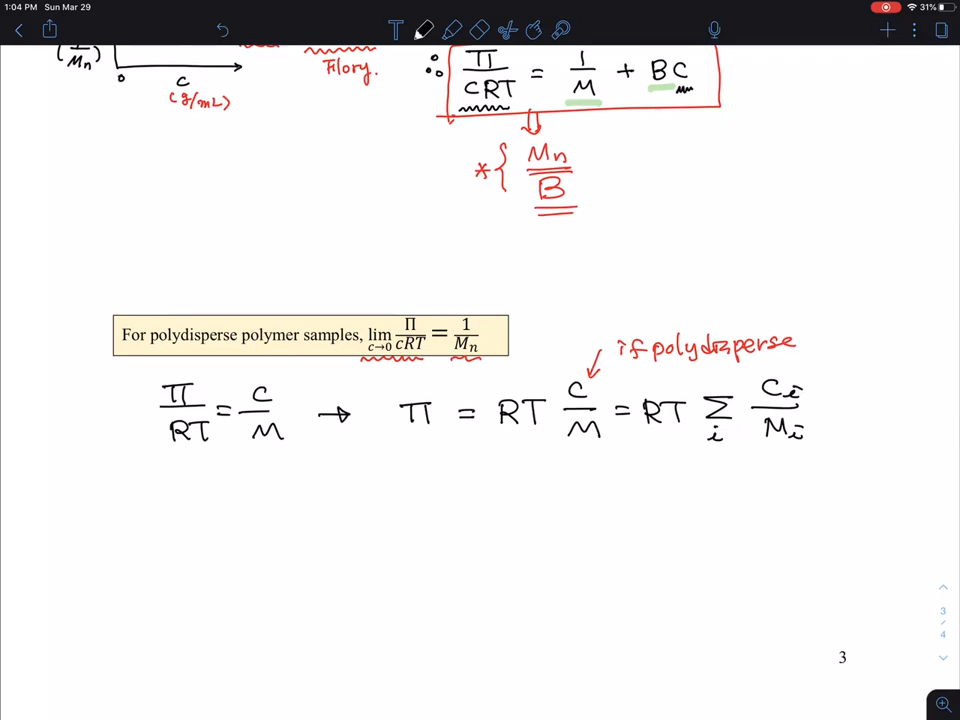 1:04 PM Sun Mar 29
31%
Mn)
0
c
(g/mL)
Flory.
∴ Π/cRT = 1/M + Bc
* { Mn
B
For polydisperse polymer samples, lim c→0 Π/cRT = 1/Mn
if polydisperse
Π/RT = c/M → Π = RT c/M = RT Σ i Ci/Mi
3
/
4
3